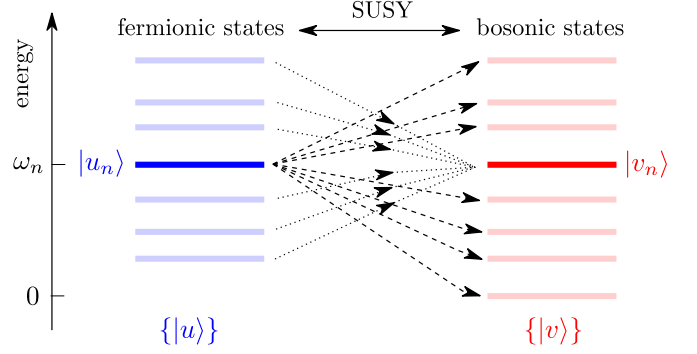 SUSY
fermionic states
bosonic states
energy
ωₙ
|uₙ⟩
|vₙ⟩
0
{|u⟩}
{|v⟩}